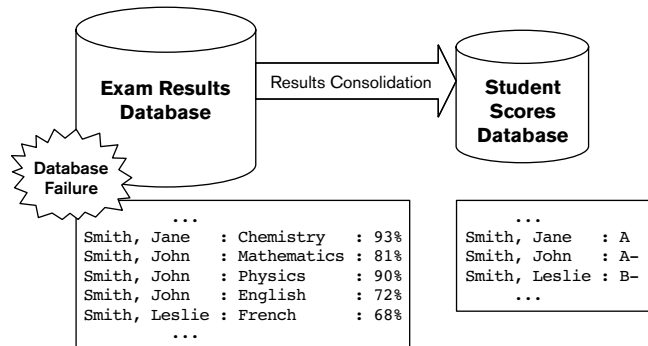 Exam Results
Database
Results Consolidation
Student
Scores
Database
Database
Failure
...
Smith, Jane : Chemistry : 93%
Smith, John : Mathematics : 81%
Smith, John : Physics : 90%
Smith, John : English : 72%
Smith, Leslie : French : 68%
...
...
Smith, Jane : A
Smith, John : A-
Smith, Leslie : B-
...